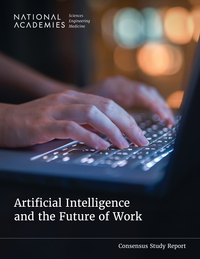 NATIONAL
ACADEMIES
Sciences
Engineering
Medicine
Artificial Intelligence
and the Future of Work
Consensus Study Report